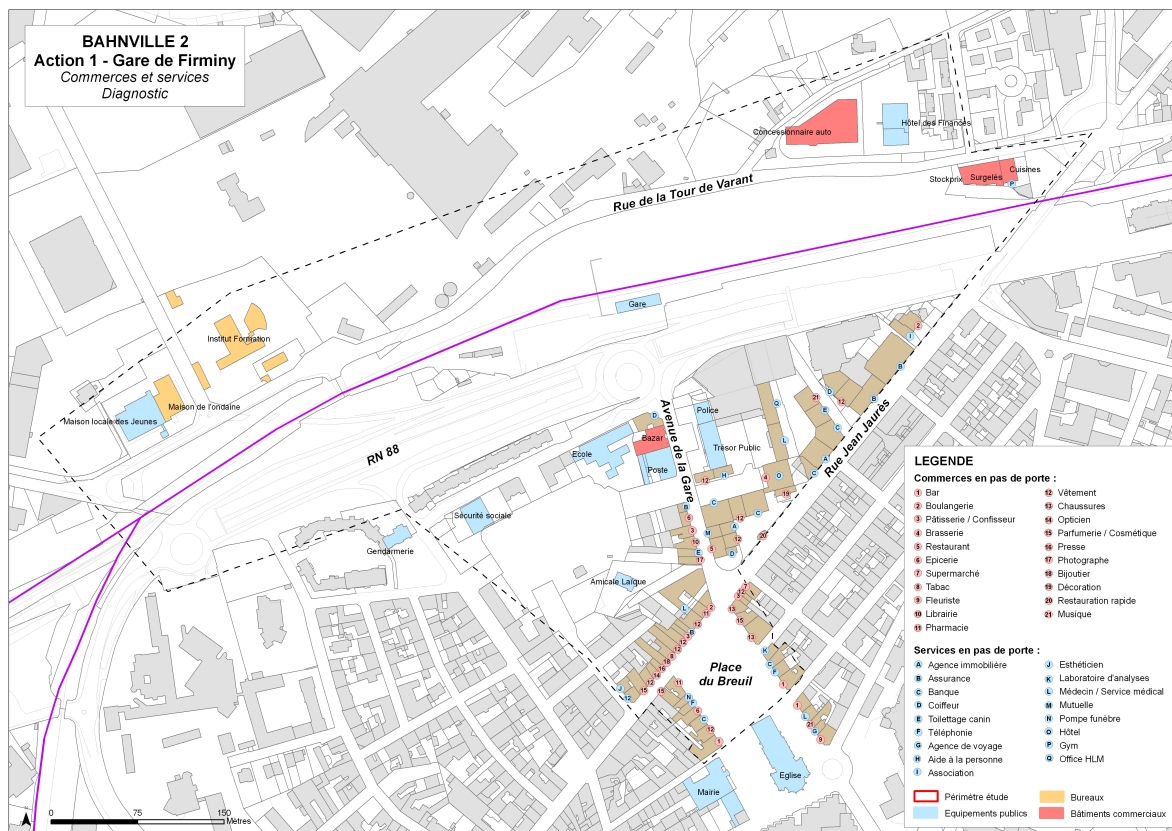 BAHNVILLE 2
Action 1 - Gare de Firminy
Commerces et services
Diagnostic
Concessionnaire auto
Hôtel des Finances
Rue de la Tour de Varant
Stockprix
Surgelés
Cuisines
P
Gare
Institut Formation
Maison de l'ondaine
Maison locale des Jeunes
RN 88
Avenue de la Gare
Rue Jean Jaurès
Police
Trésor Public
Bazar
Ecole
Poste
Sécurité sociale
Gendarmerie
Amicale Laïque
Place
du Breuil
Mairie
Eglise
LEGENDE
Commerces en pas de porte :
1 Bar
2 Boulangerie
3 Pâtisserie / Confisseur
4 Brasserie
5 Restaurant
6 Epicerie
7 Supermarché
8 Tabac
9 Fleuriste
10 Librairie
11 Pharmacie
12 Vêtement
13 Chaussures
14 Opticien
15 Parfumerie / Cosmétique
16 Presse
17 Photographe
18 Bijoutier
19 Décoration
20 Restauration rapide
21 Musique
Services en pas de porte :
A Agence immobilière
B Assurance
C Banque
D Coiffeur
E Toilettage canin
F Téléphonie
G Agence de voyage
H Aide à la personne
I Association
J Esthéticien
K Laboratoire d'analyses
L Médecin / Service médical
M Mutuelle
N Pompe funèbre
O Hôtel
P Gym
Q Office HLM
Périmètre étude
Equipements publics
Bureaux
Bâtiments commerciaux
0 75 150
Mètres